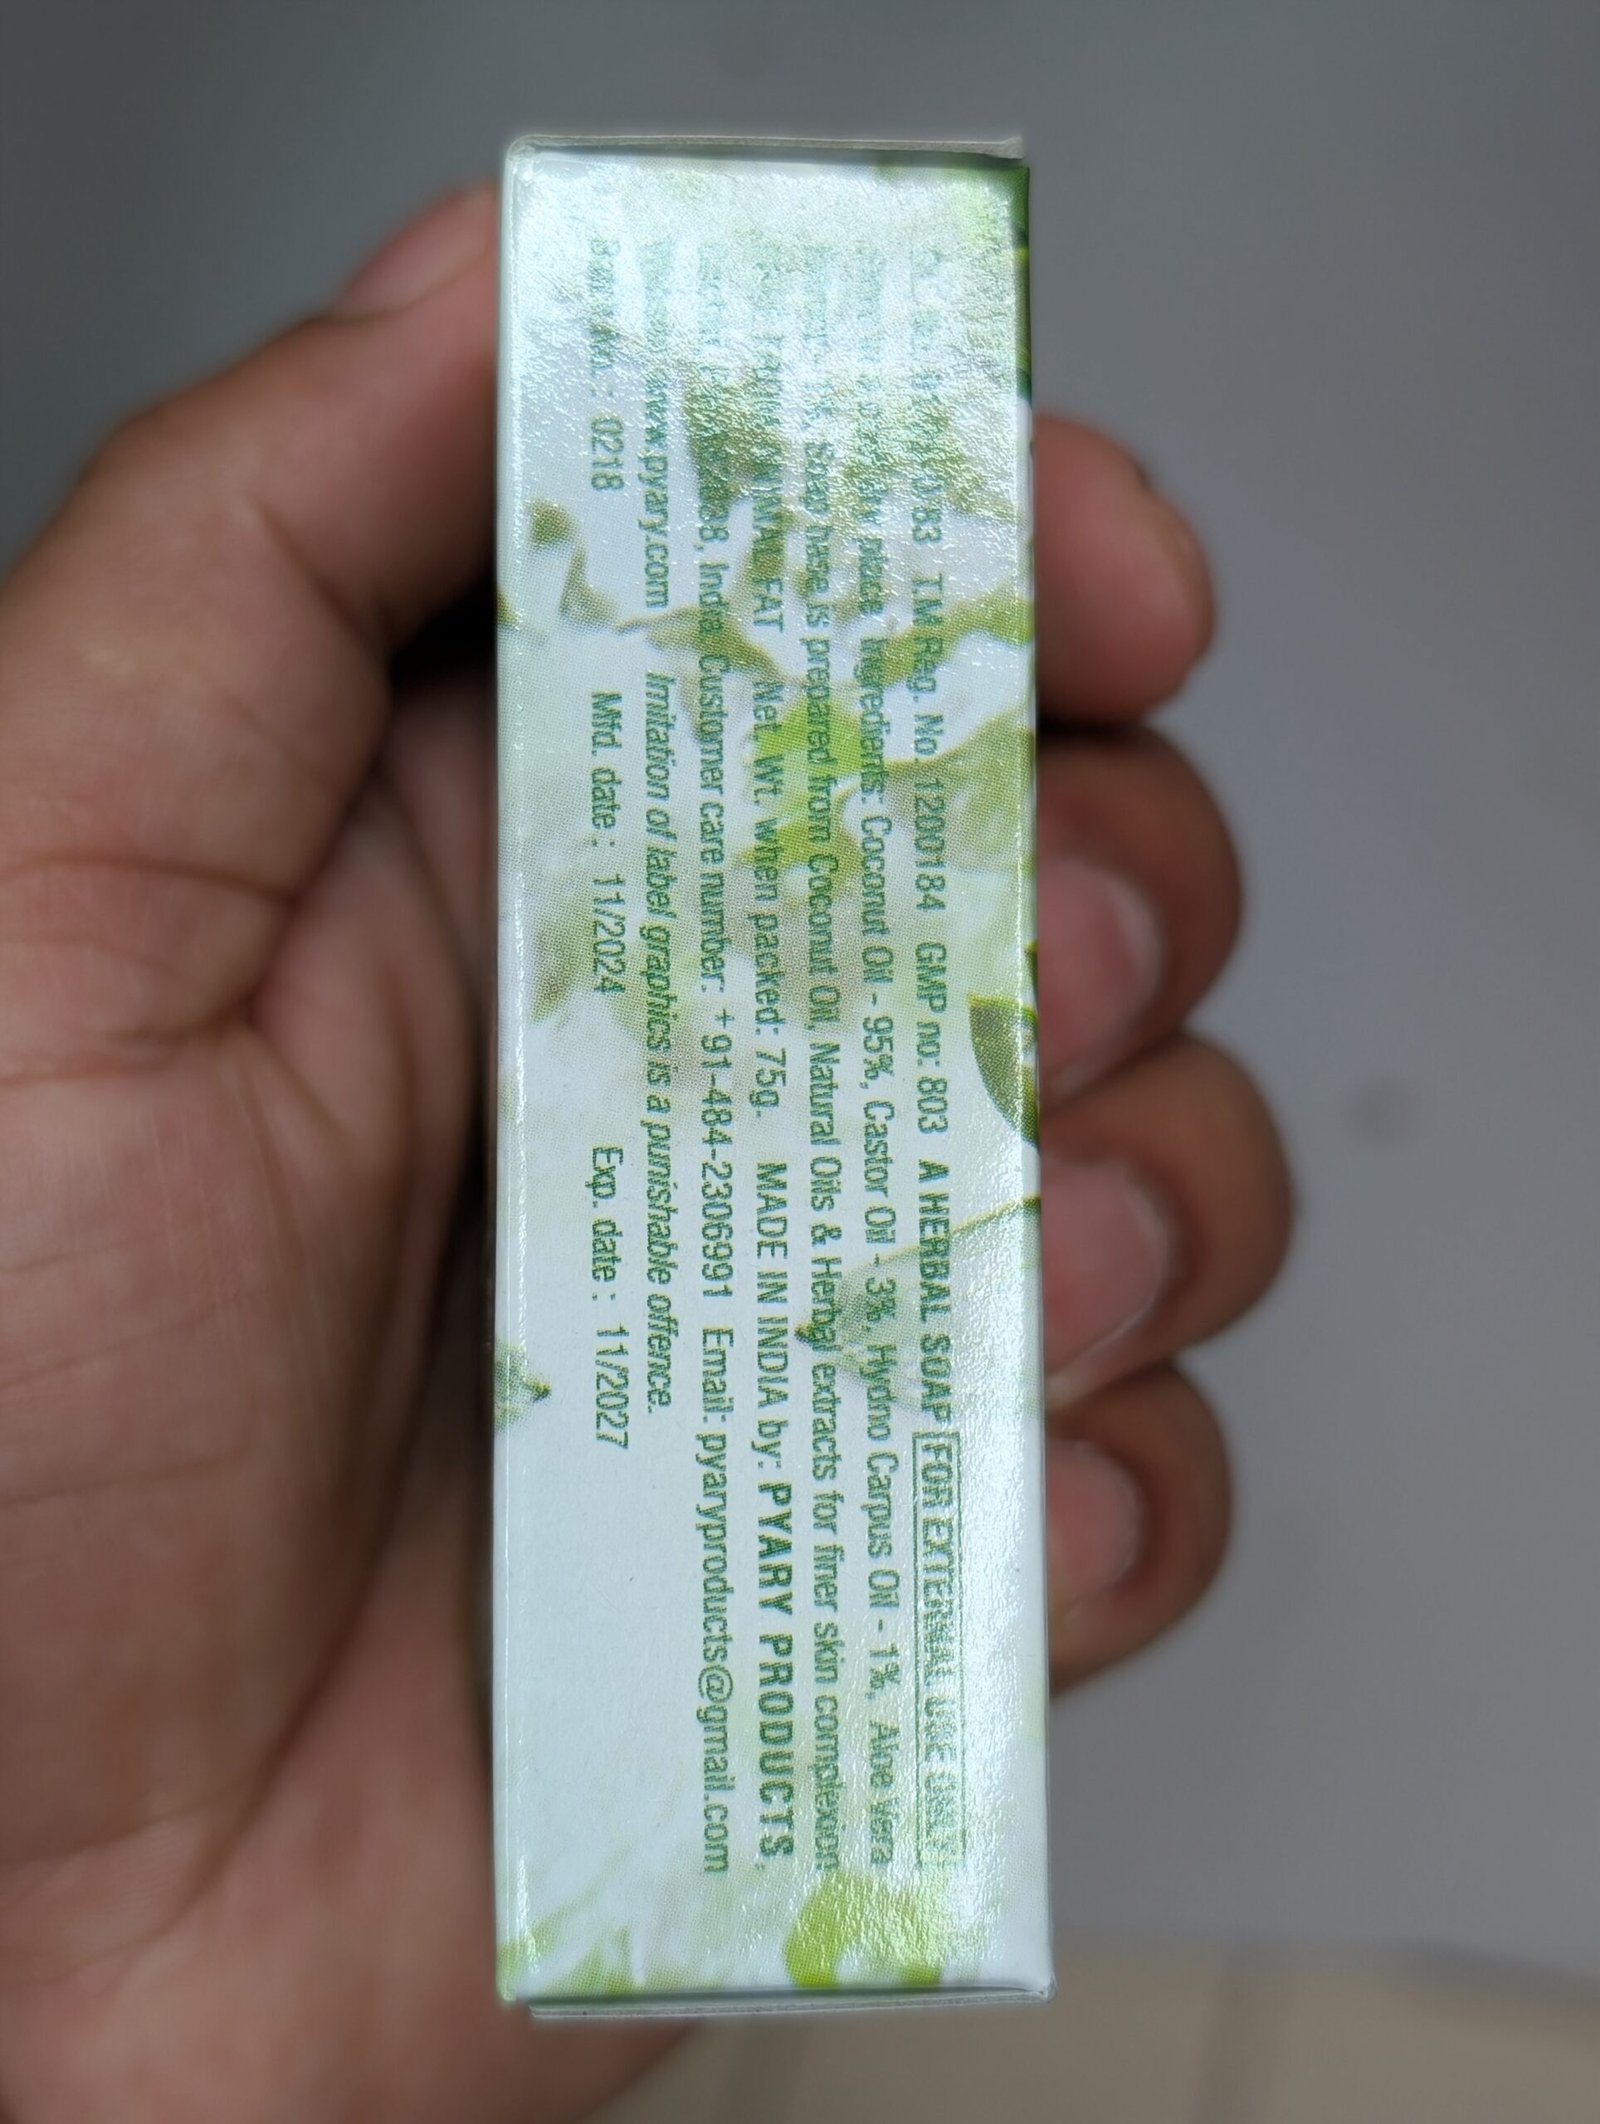 T.M Reg. No. 1200184 GMP no: 803 A HERBAL SOAP FOR EXTERNAL USE ONLY
place Ingredients: Coconut Oil - 95%, Castor Oil - 3%, Hydno Carpus Oil - 1%, Aloe vera
Soap base is prepared from Coconut Oil, Natural Oils & Herbal extracts for finer skin complexion
ANIMAL FAT Net. Wt. when packed: 75g. MADE IN INDIA by: PYARY PRODUCTS,
India. Customer care number: +91-484-2306991 Email: pyaryproducts@gmail.com
www.pyary.com Imitation of label graphics is a punishable offence.
No. : 0218 Mfd. date : 11/2024 Exp. date : 11/2027